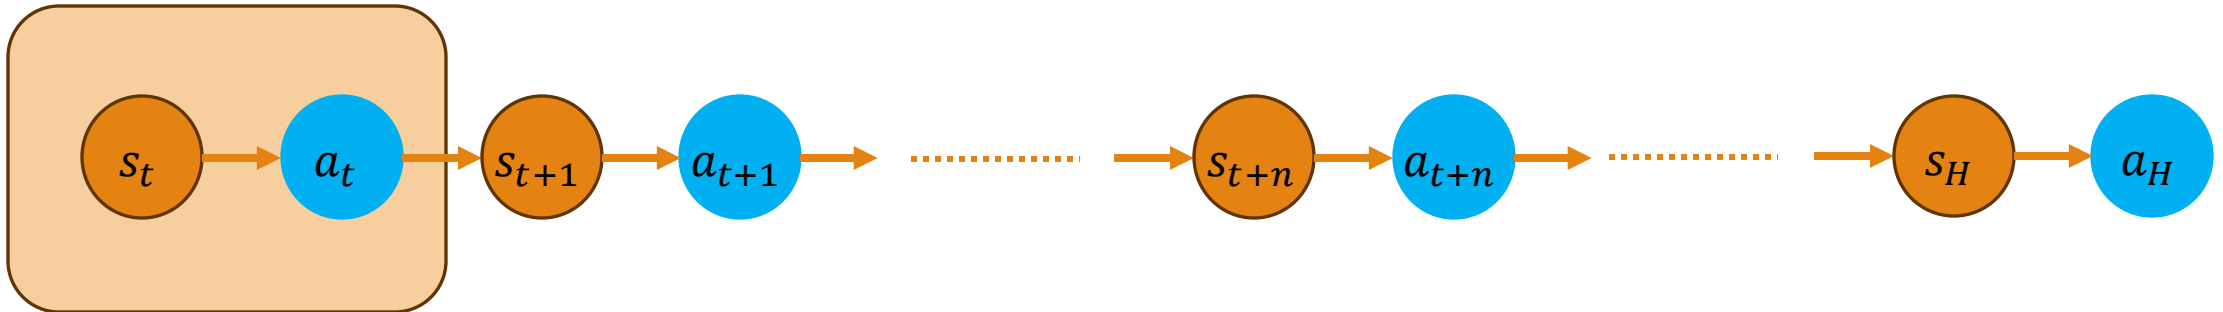 s_t a_t s_{t+1} a_{t+1} s_{t+n} a_{t+n} s_H a_H